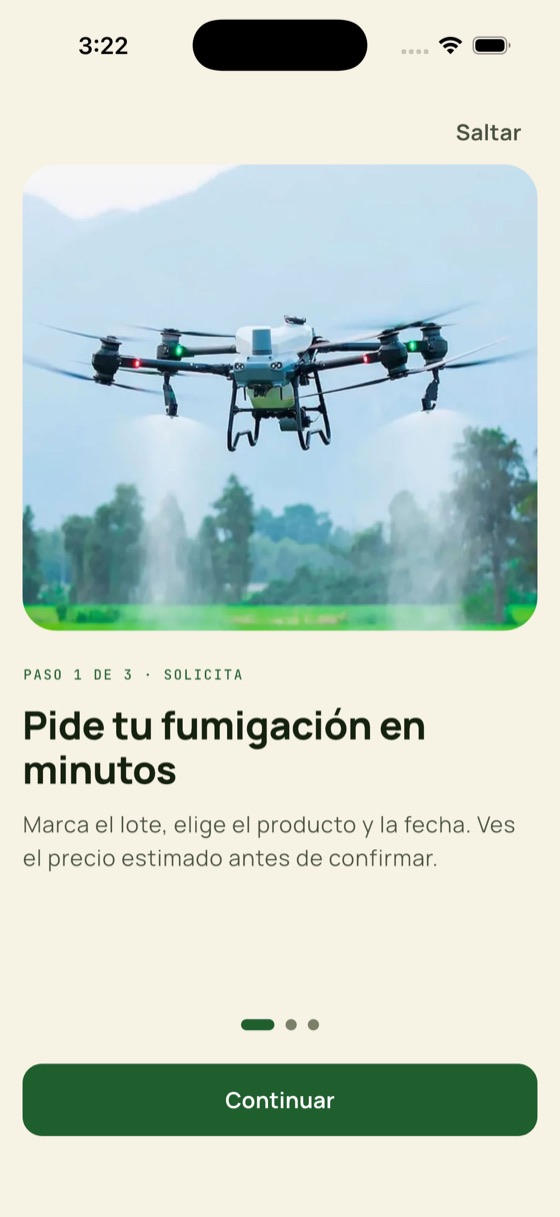 3:22
Saltar
PASO 1 DE 3 · SOLICITA
Pide tu fumigación en
minutos
Marca el lote, elige el producto y la fecha. Ves
el precio estimado antes de confirmar.
Continuar